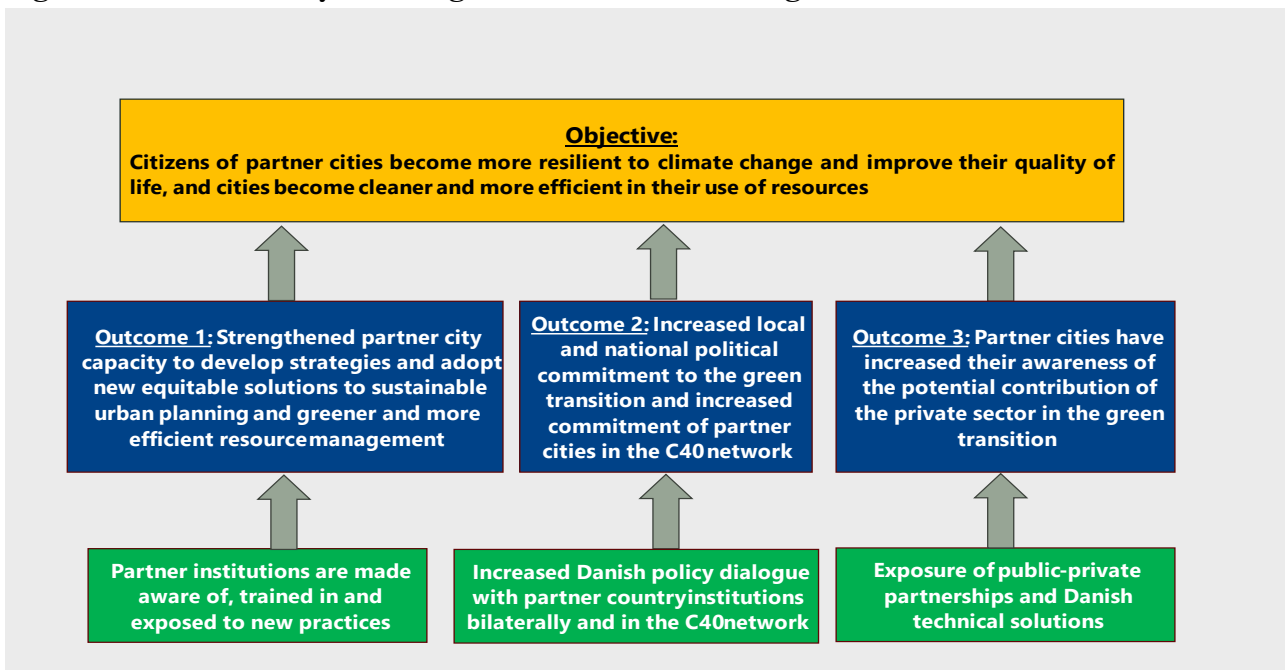 Objective:
Citizens of partner cities become more resilient to climate change and improve their quality of
life, and cities become cleaner and more efficient in their use of resources
Outcome 1: Strengthened partner city
capacity to develop strategies and adopt
new equitable solutions to sustainable
urban planning and greener and more
efficient resourcemanagement
Outcome 2: Increased local
and national political
commitment to the green
transition and increased
commitment of partner
cities in the C40 network
Outcome 3: Partner cities have
increased their awareness of
the potential contribution of
the private sector in the green
transition
Partner institutions are made
aware of, trained in and
exposed to new practices
Increased Danish policy dialogue
with partner countryinstitutions
bilaterally and in the C40network
Exposure of public-private
partnerships and Danish
technical solutions